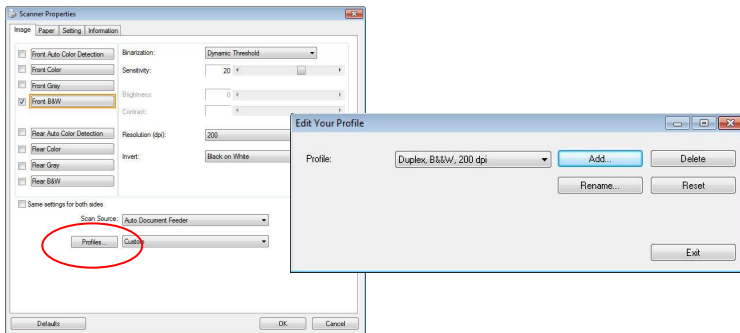 Scanner Properties
Image Paper Setting Information
Front Auto Color Detection
Front Color
Front Gray
Front B&W
Rear Auto Color Detection
Rear Color
Rear Gray
Rear B&W
Binarization: Dynamic Threshold
Sensitivity: 20
Brightness: 0
Contrast:
Resolution (dpi): 200
Invert: Black on White
Same settings for both sides
Scan Source: Auto Document Feeder
Profiles... Custom
Defaults OK Cancel
Edit Your Profile
Profile: Duplex, B&W, 200 dpi Add... Delete
Rename... Reset
Exit